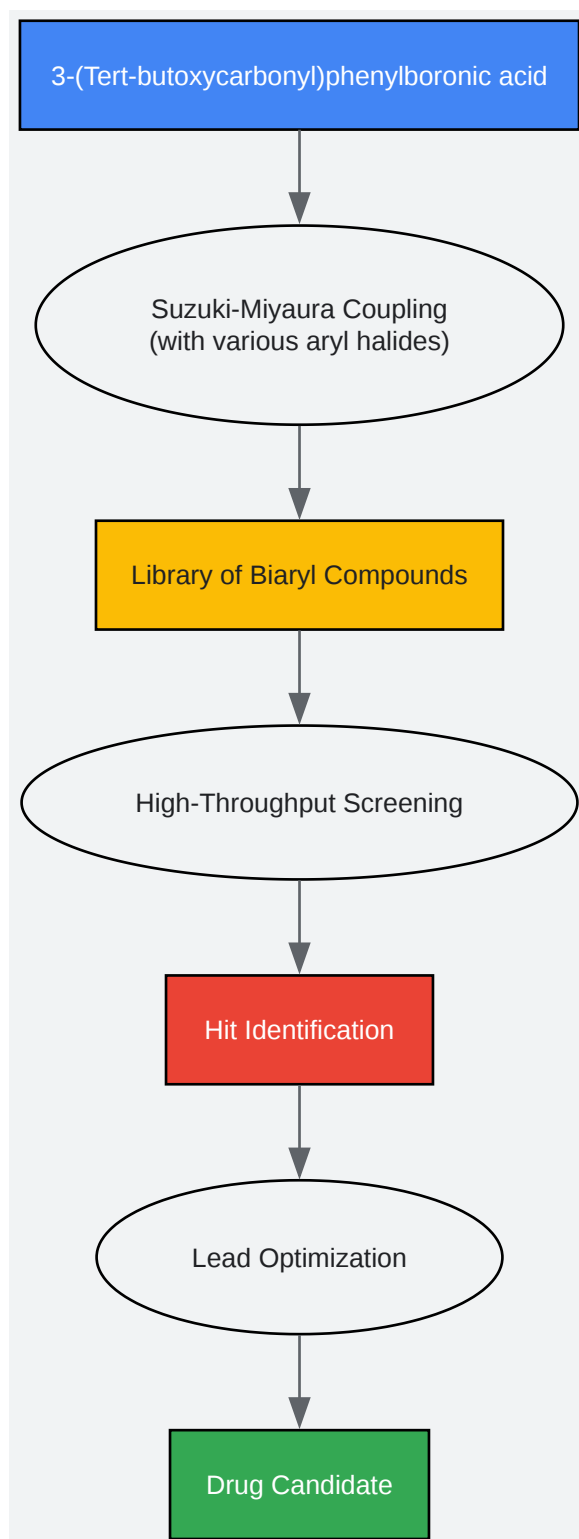 3-(Tert-butoxycarbonyl)phenylboronic acid
Suzuki-Miyaura Coupling
(with various aryl halides)
Library of Biaryl Compounds
High-Throughput Screening
Hit Identification
Lead Optimization
Drug Candidate